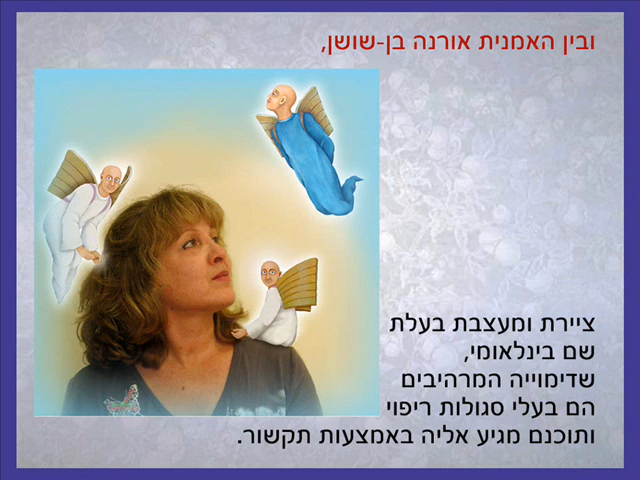 ובין האמנית אורנה בן-שושן,
ציירת ומעצבת בעלת
שם בינלאומי,
שדימוייה המרהיבים
הם בעלי סגולות ריפוי
ותוכנם מגיע אליה באמצעות תקשור.